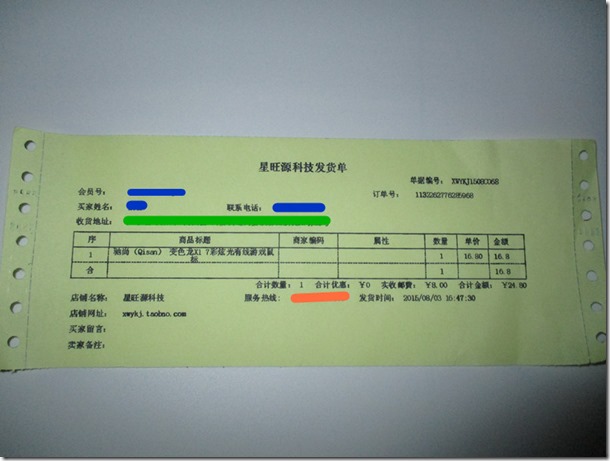 星旺源科技发货单
单据编号: XWYKJ1508C068
会员号: 订单号: 1132262776285968
买家姓名: 联系电话:
收货地址:
序 商品标题 商家编码 属性 数量 单价 金额
1 驰尚 (Qisan) 变色龙X1 7彩炫光有线游戏鼠 1 16.80 16.8
标
合 1 16.8
合计数量: 1 合计优惠: ¥0 实收邮费: ¥8.00 合计金额: ¥24.80
店铺名称: 星旺源科技 服务热线: 发货时间: 2015/08/03 16:47:30
店铺网址: xwykj.taobao.com
买家留言:
卖家备注: